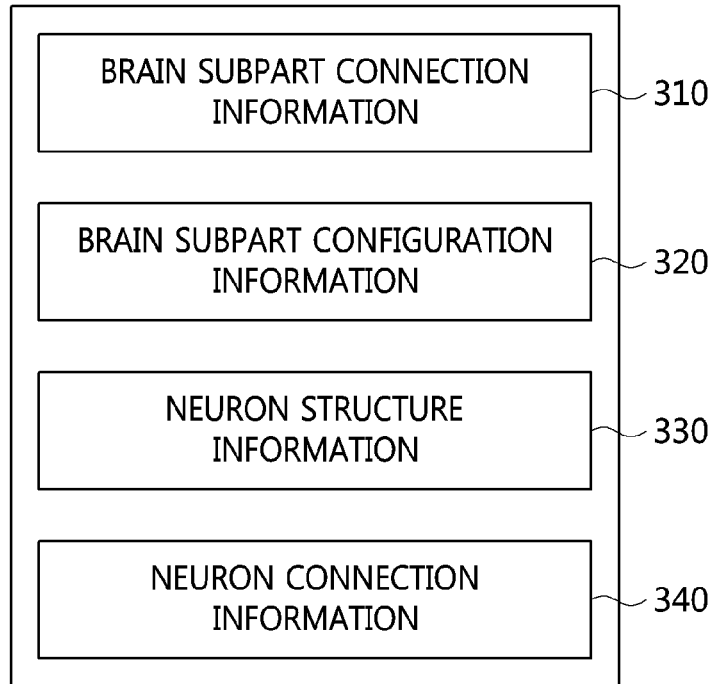 BRAIN SUBPART CONNECTION
INFORMATION
310
BRAIN SUBPART CONFIGURATION
INFORMATION
320
NEURON STRUCTURE
INFORMATION
330
NEURON CONNECTION
INFORMATION
340